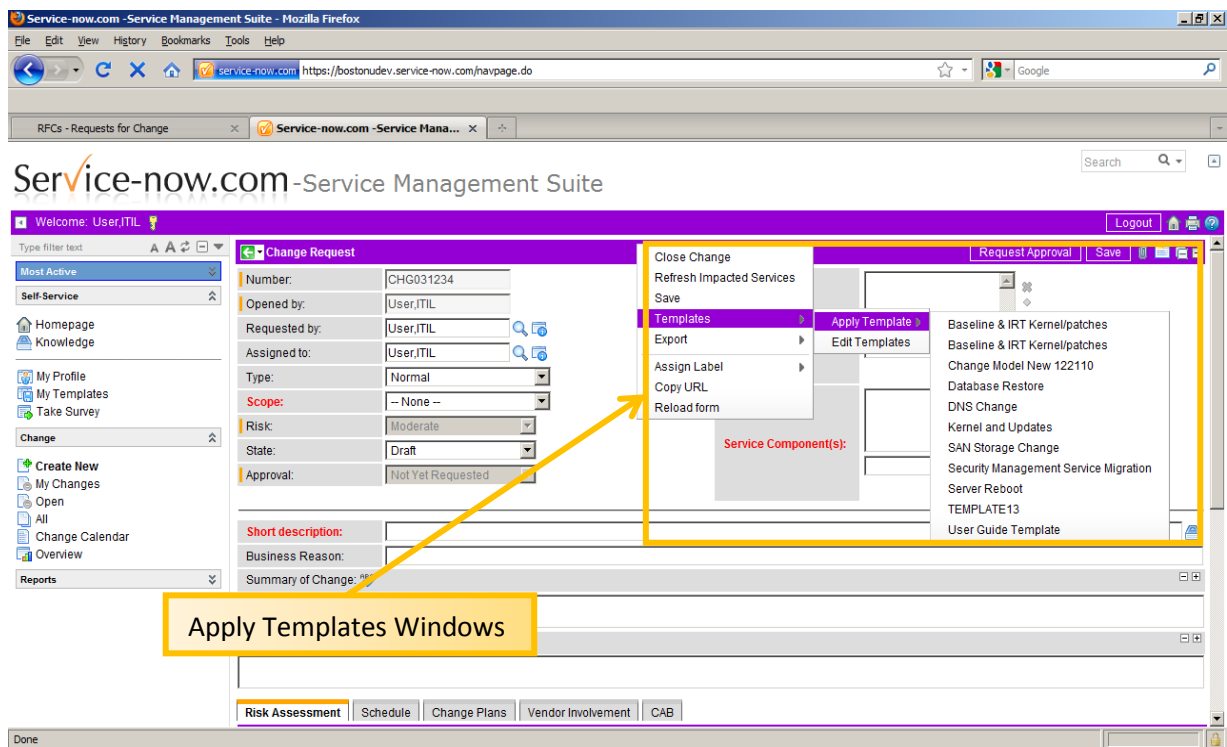 Service-now.com -Service Management Suite - Mozilla Firefox
File Edit View History Bookmarks Tools Help
service-now.com https://bostonudev.service-now.com/navpage.do
Google
RFCs - Requests for Change
Service-now.com -Service Mana...
Search
Service-now.com -Service Management Suite
Welcome: User,ITIL
Logout
Type filter text A A
Most Active
Self-Service
Homepage
Knowledge
My Profile
My Templates
Take Survey
Change
Create New
My Changes
Open
All
Change Calendar
Overview
Reports
Change Request
Request Approval Save
Number: CHG031234
Opened by: User,ITIL
Requested by: User,ITIL
Assigned to: User,ITIL
Type: Normal
Scope: -- None --
Risk: Moderate
State: Draft
Approval: Not Yet Requested
Close Change
Refresh Impacted Services
Save
Templates
Export
Assign Label
Copy URL
Reload form
Apply Template
Edit Templates
Baseline & IRT Kernel/patches
Baseline & IRT Kernel/patches
Change Model New 122110
Database Restore
DNS Change
Kernel and Updates
SAN Storage Change
Security Management Service Migration
Server Reboot
TEMPLATE13
User Guide Template
Service Component(s):
Short description:
Business Reason:
Summary of Change:
Apply Templates Windows
Risk Assessment Schedule Change Plans Vendor Involvement CAB
Done